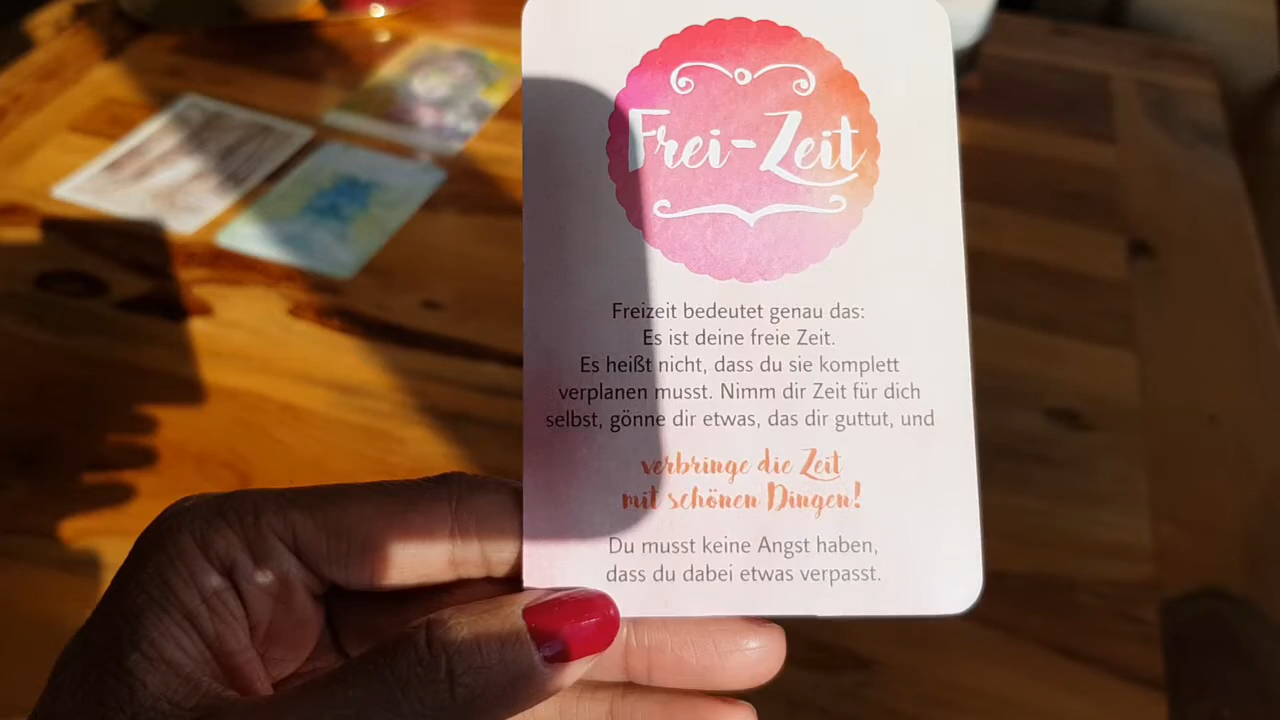 Frei-Zeit
Freizeit bedeutet genau das:
Es ist deine freie Zeit.
Es heißt nicht, dass du sie komplett
verplanen musst. Nimm dir Zeit für dich
selbst, gönne dir etwas, das dir guttut, und
verbringe die Zeit
mit schönen Dingen!
Du musst keine Angst haben,
dass du dabei etwas verpasst.